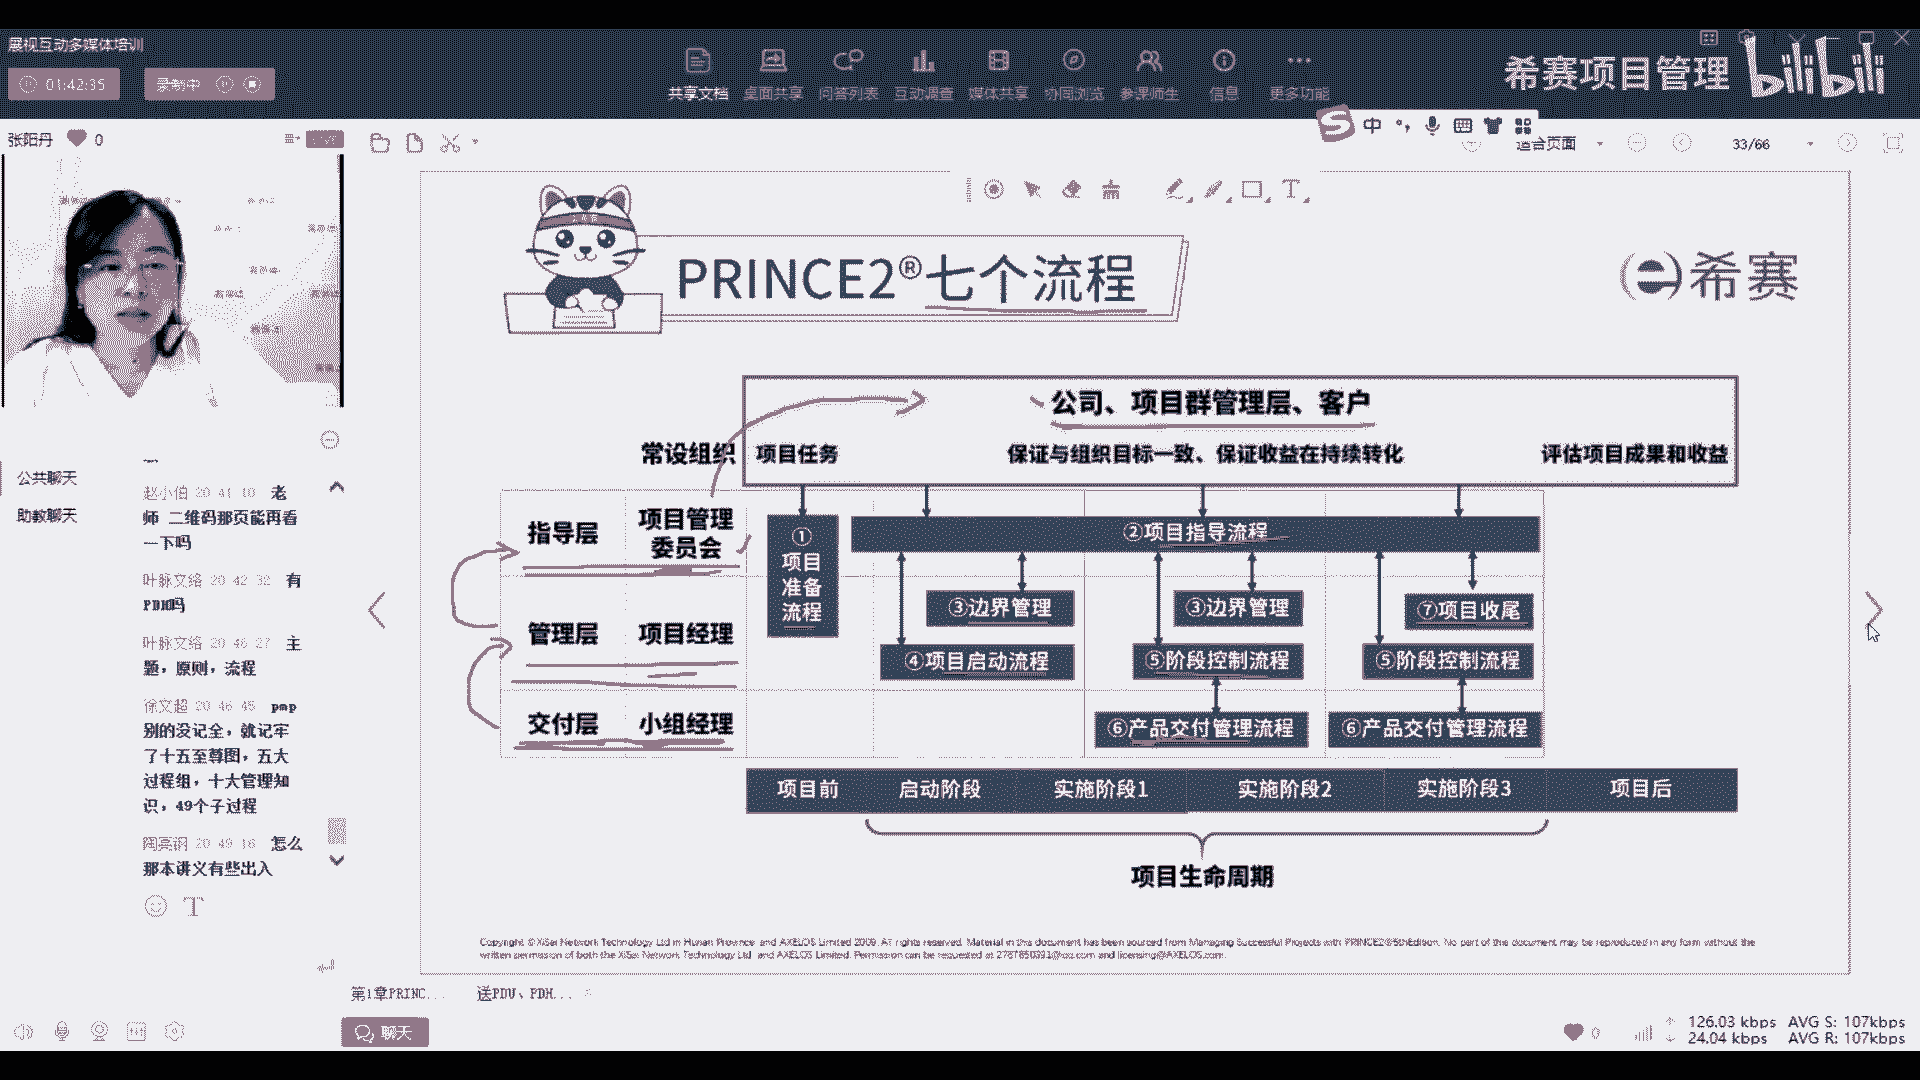 展视互动多媒体培训
01:42:35
录制中
共享文档
桌面共享
问答列表
互动调查
媒体共享
协同浏览
参课师生
信息
更多功能
希赛项目管理 bilibili
张阳丹 0
中
适合页面
33/66
PRINCE2®七个流程
希赛
公司、项目群管理层、客户
常设组织
项目任务
保证与组织目标一致、保证收益在持续转化
评估项目成果和收益
指导层
项目管理
委员会
①
项目
准备
流程
②项目指导流程
③边界管理
③边界管理
⑦项目收尾
管理层
项目经理
④项目启动流程
⑤阶段控制流程
⑤阶段控制流程
交付层
小组经理
⑥产品交付管理流程
⑥产品交付管理流程
项目前
启动阶段
实施阶段1
实施阶段2
实施阶段3
项目后
项目生命周期
Copyright © XiSai Network Technology Ltd in Hunan Province and AXELOS Limited 2009. All rights reserved. Material in this document has been sourced from Managing Successful Projects with PRINCE2® Edition. No part of this document may be reproduced in any form without the
written permission of both the XiSai Network Technology Ltd and AXELOS Limited. Permission can be requested at and licensing@AXELOS.com.
公共聊天
助教聊天
赵小伯 20 41 10 老
师 二维码那页能再看
一下吗
叶脉文络 20 42 32 有
PDH吗
叶脉文络 20 46 27 主
题，原则，流程
徐文超 20 46 45 pmp
别的没记全，就记牢
了十五至尊图，五大
过程组，十大管理知
识，49个子过程
陶亮钢 20 49 16 怎么
那本讲义有些出入
第1章PRINC...
送PDU、PDH...
聊天
0
126.03 kbps AVG S: 107kbps
24.04 kbps AVG R: 107kbps